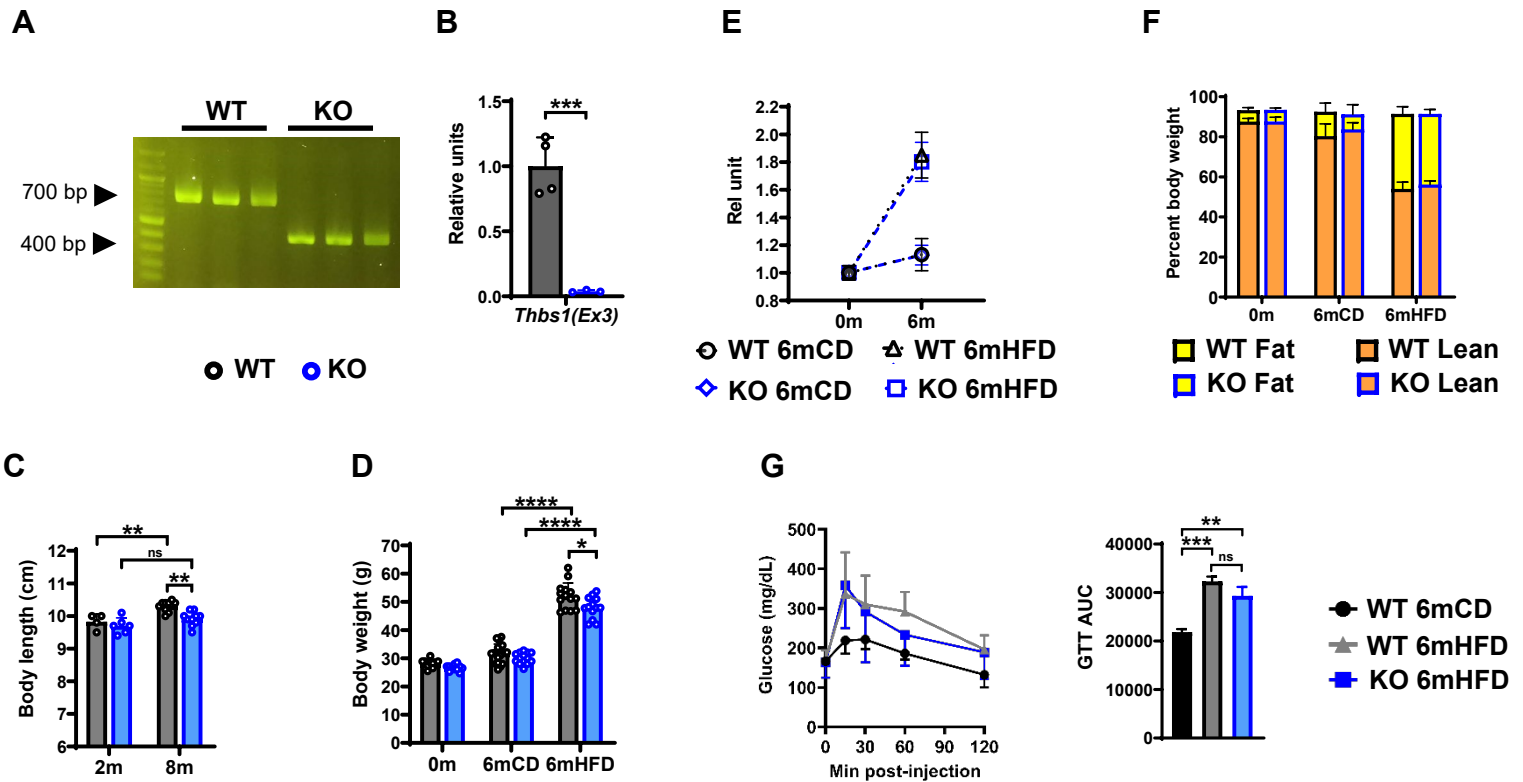 A
WT KO
700 bp
400 bp
WT KO
B
Relative units
1.5
1.0
0.5
0.0
***
Thbs1(Ex3)
E
Rel unit
2.2
2.0
1.8
1.6
1.4
1.2
1.0
0.8
0m 6m
WT 6mCD WT 6mHFD
KO 6mCD KO 6mHFD
F
Percent body weight
100
80
60
40
20
0
0m 6mCD 6mHFD
WT Fat WT Lean
KO Fat KO Lean
C
Body length (cm)
12
11
10
9
8
7
6
**
ns
**
2m 8m
D
Body weight (g)
70
60
50
40
30
20
10
0
****
****
*
0m 6mCD 6mHFD
G
Glucose (mg/dL)
500
400
300
200
100
0
0 30 60 90 120
Min post-injection
GTT AUC
40000
30000
20000
10000
0
**
***
ns
WT 6mCD
WT 6mHFD
KO 6mHFD